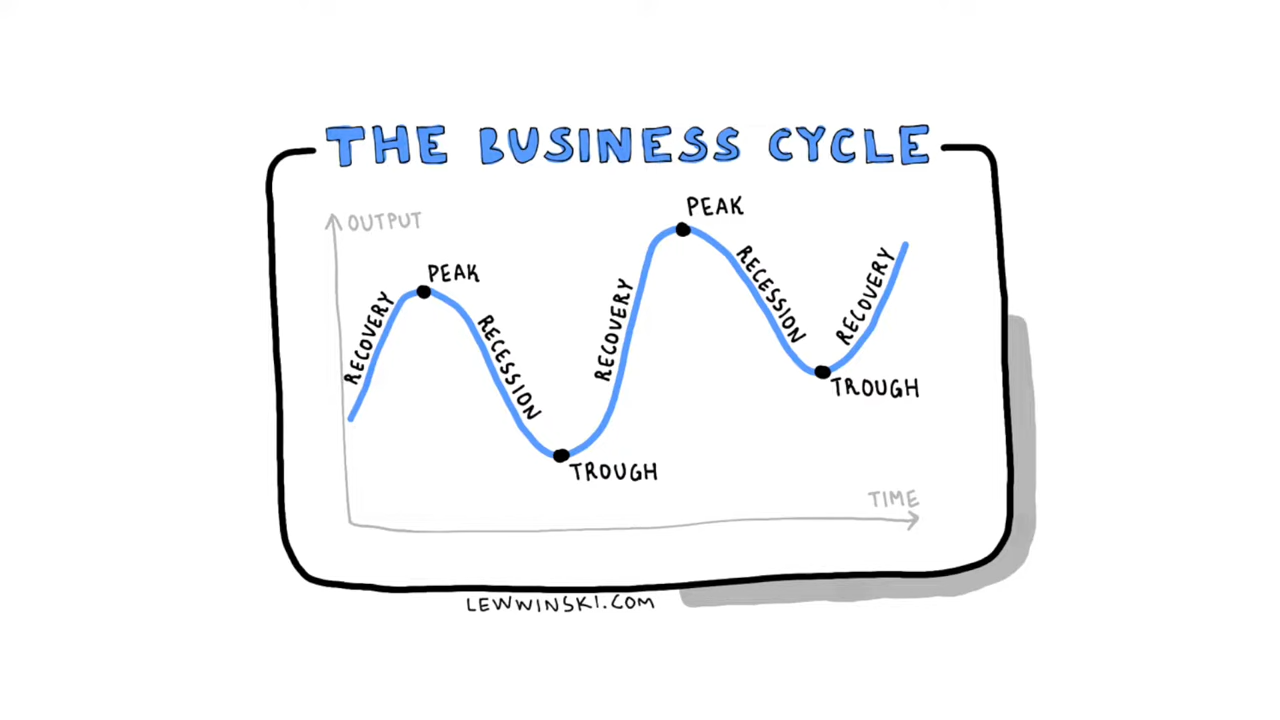 THE BUSINESS CYCLE
OUTPUT
PEAK
PEAK
RECOVERY
RECESSION
RECOVERY
RECESSION
RECOVERY
TROUGH
TROUGH
TIME
LEWWINSKI.COM